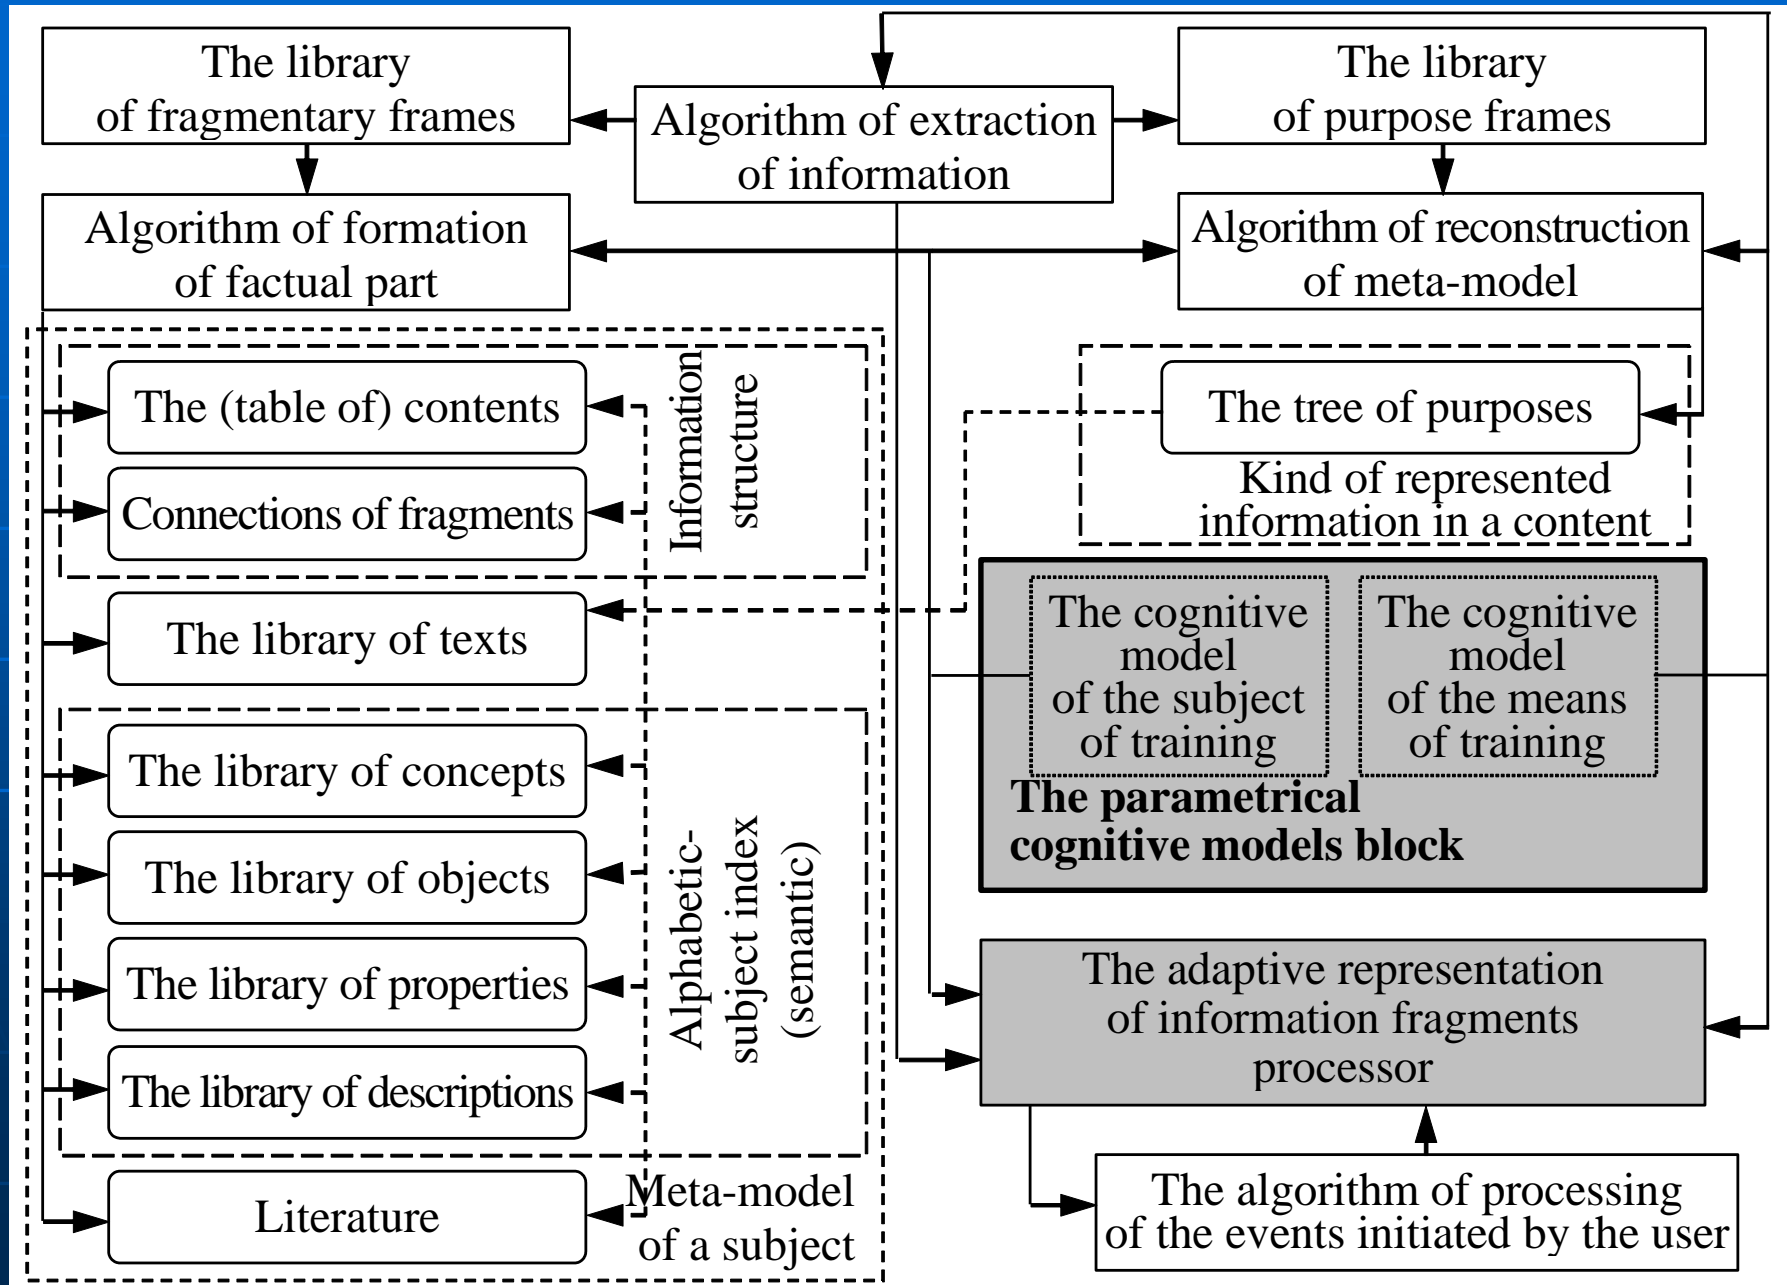 The library
of fragmentary frames
Algorithm of extraction
of information
The library
of purpose frames
Algorithm of formation
of factual part
Algorithm of reconstruction
of meta-model
The (table of) contents
Connections of fragments
Information
structure
The library of texts
The library of concepts
The library of objects
The library of properties
The library of descriptions
Alphabetic-
subject index
(semantic)
Literature
Meta-model
of a subject
The tree of purposes
Kind of represented
information in a content
The cognitive
model
of the subject
of training
The cognitive
model
of the means
of training
The parametrical
cognitive models block
The adaptive representation
of information fragments
processor
The algorithm of processing
of the events initiated by the user